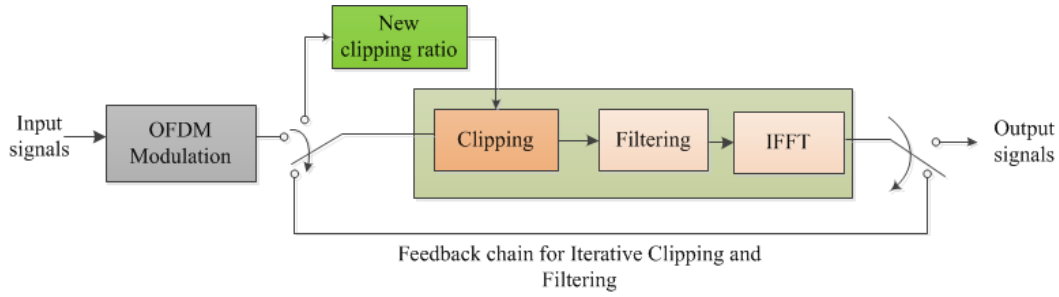 New
clipping ratio
Input
signals
OFDM
Modulation
Clipping
Filtering
IFFT
Output
signals
Feedback chain for Iterative Clipping and
Filtering